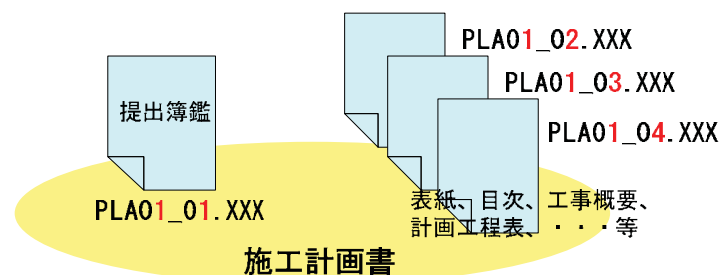 提出簿鑑
PLA01_01.XXX
PLA01_02.XXX
PLA01_03.XXX
PLA01_04.XXX
表紙、目次、工事概要、
計画工程表、・・・等
施工計画書